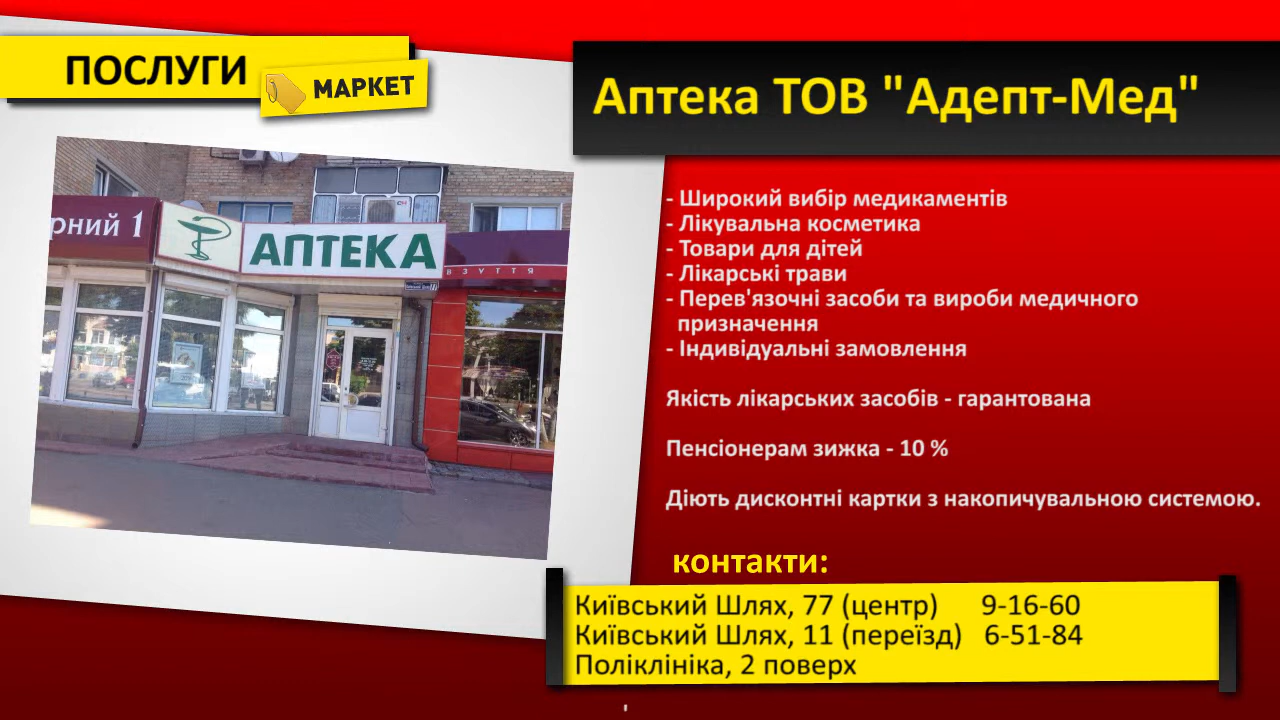 ПОСЛУГИ
МАРКЕТ
Аптека ТОВ "Адепт-Мед"
рний 1
АПТЕКА
ВЗУТТЯ
- Широкий вибір медикаментів
- Лікувальна косметика
- Товари для дітей
- Лікарські трави
- Перев'язочні засоби та вироби медичного
призначення
- Індивідуальні замовлення
Якість лікарських засобів - гарантована
Пенсіонерам зижка - 10 %
Діють дисконтні картки з накопичувальною системою.
контакти:
Київський Шлях, 77 (центр) 9-16-60
Київський Шлях, 11 (переїзд) 6-51-84
Поліклініка, 2 поверх